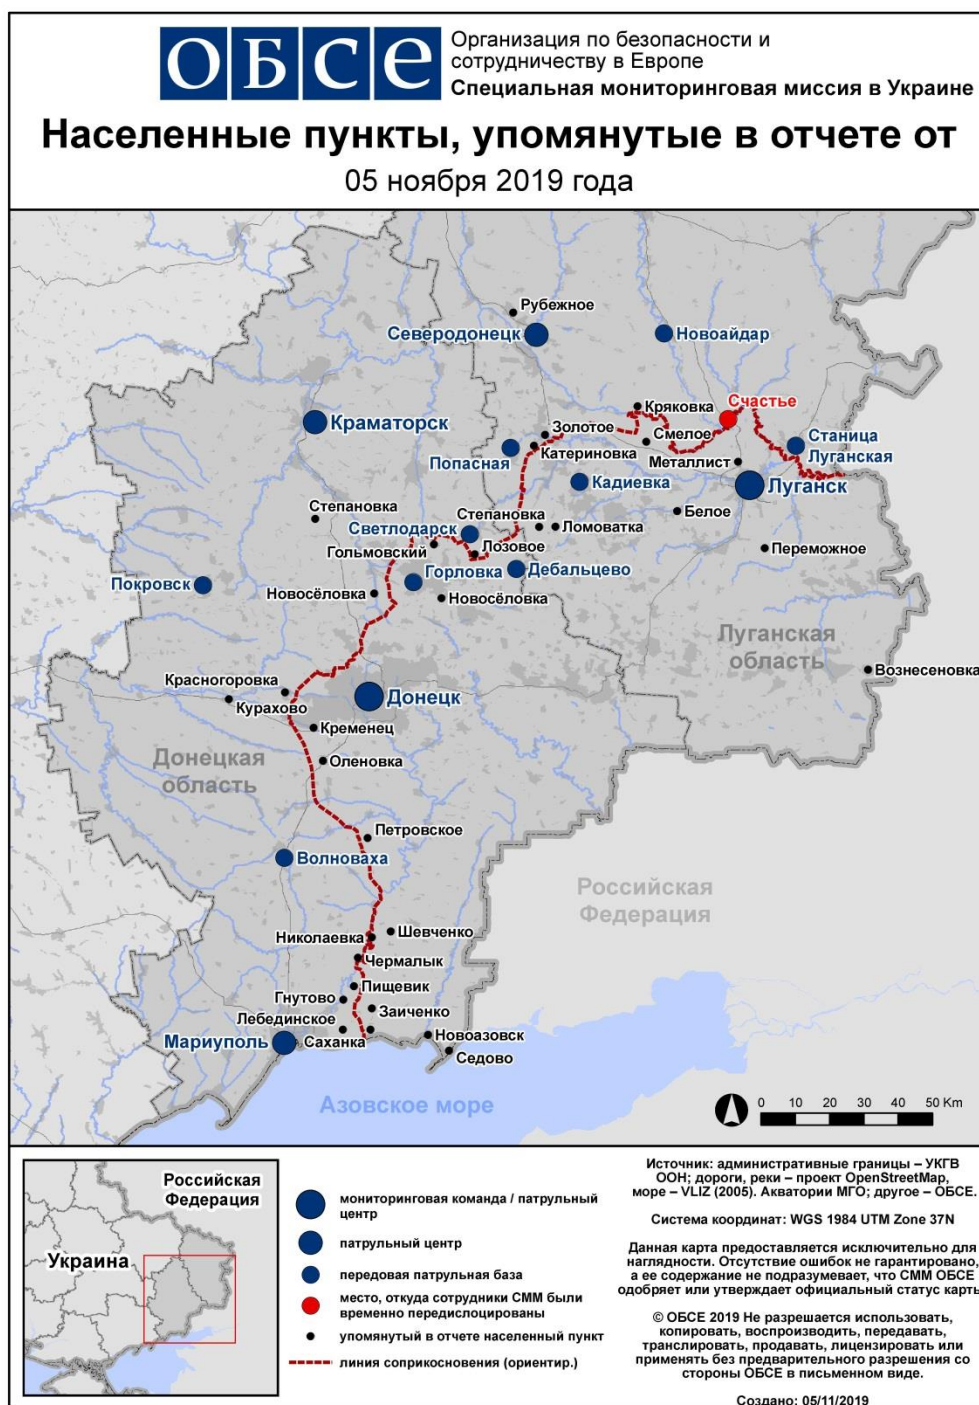 ОБСЕ
Организация по безопасности и
сотрудничеству в Европе
Специальная мониторинговая миссия в Украине
Населенные пункты, упомянутые в отчете от
05 ноября 2019 года
Рубежное
Северодонецк
Новоайдар
Счастье
Кряковка
Краматорск
Золотое
Смелое
Станица
Луганская
Попасная
Катериновка
Металлист
Кадиевка
Луганск
Степановка
Светлодарск
Степановка
Ломоватка
Белое
Гольмовский
Лозовое
Переможное
Покровск
Горловка
Дебальцево
Новосёловка
Новосёловка
Луганская
область
Вознесеновка
Красногоровка
Курахово
Донецк
Кременец
Донецкая
область
Оленовка
Петровское
Волноваха
Российская
Федерация
Николаевка
Шевченко
Чермалык
Пищевик
Гнутово
Заиченко
Лебединское
Мариуполь
Саханка
Новоазовск
Седово
Азовское море
0 10 20 30 40 50 Km
Российская
Федерация
Украина
мониторинговая команда / патрульный
центр
патрульный центр
передовая патрульная база
место, откуда сотрудники СММ были
временно передислоцированы
упомянутый в отчете населенный пункт
линия соприкосновения (ориентир.)
Источник: административные границы – УКГВ
ООН; дороги, реки – проект OpenStreetMap,
море – VLIZ (2005). Акватории МГО; другое – ОБСЕ.
Система координат: WGS 1984 UTM Zone 37N
Данная карта предоставляется исключительно для
наглядности. Отсутствие ошибок не гарантировано,
а ее содержание не подразумевает, что СММ ОБСЕ
одобряет или утверждает официальный статус карты
© ОБСЕ 2019 Не разрешается использовать,
копировать, воспроизводить, передавать,
транслировать, продавать, лицензировать или
применять без предварительного разрешения со
стороны ОБСЕ в письменном виде.
Создано: 05/11/2019